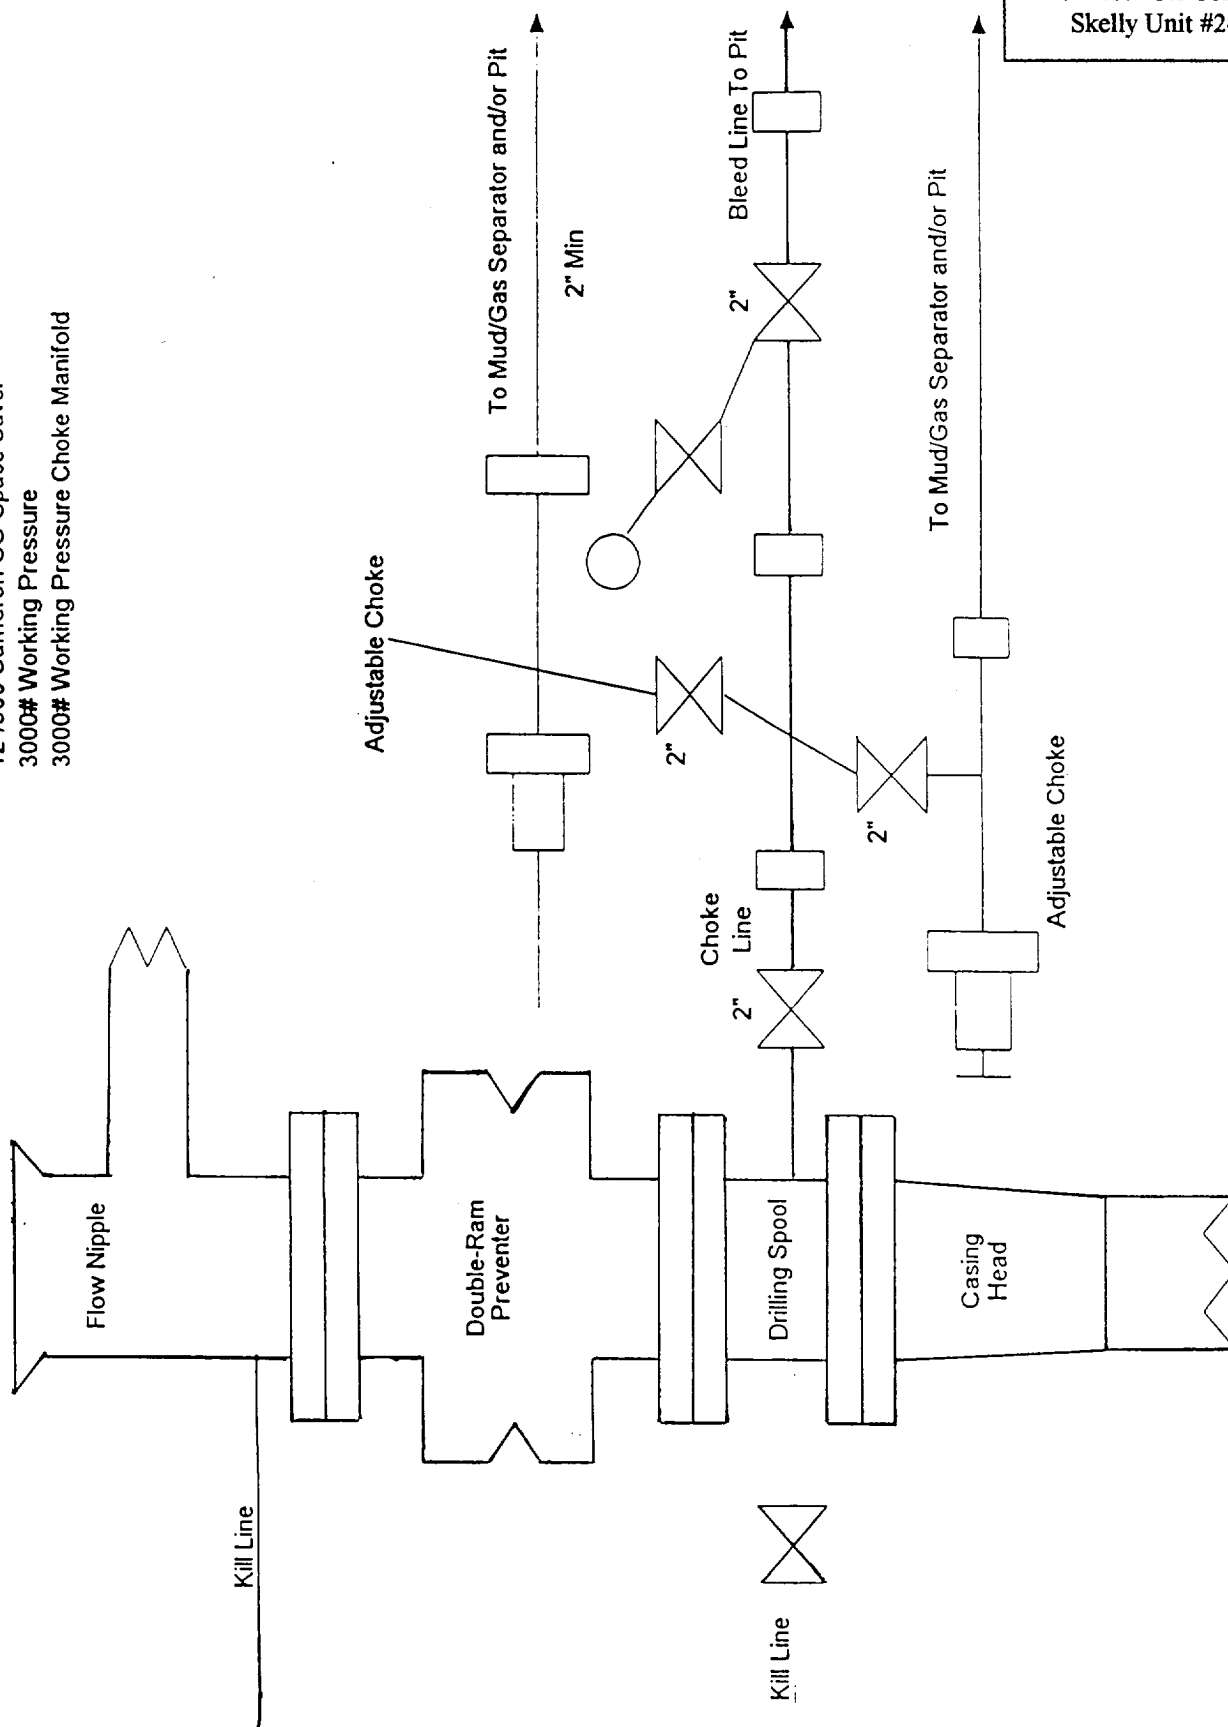 3000# Working Pressure
3000# Working Pressure Choke Manifold
Skelly Unit
Adjustable Choke
To Mud/Gas Separator and/or Pit
2" Min
Flow Nipple
Kill Line
Double-Ram
Preventer
2"
2"
Bleed Line To Pit
Choke
Line
2"
Drilling Spool
Kill Line
2"
To Mud/Gas Separator and/or Pit
Casing
Head
Adjustable Choke